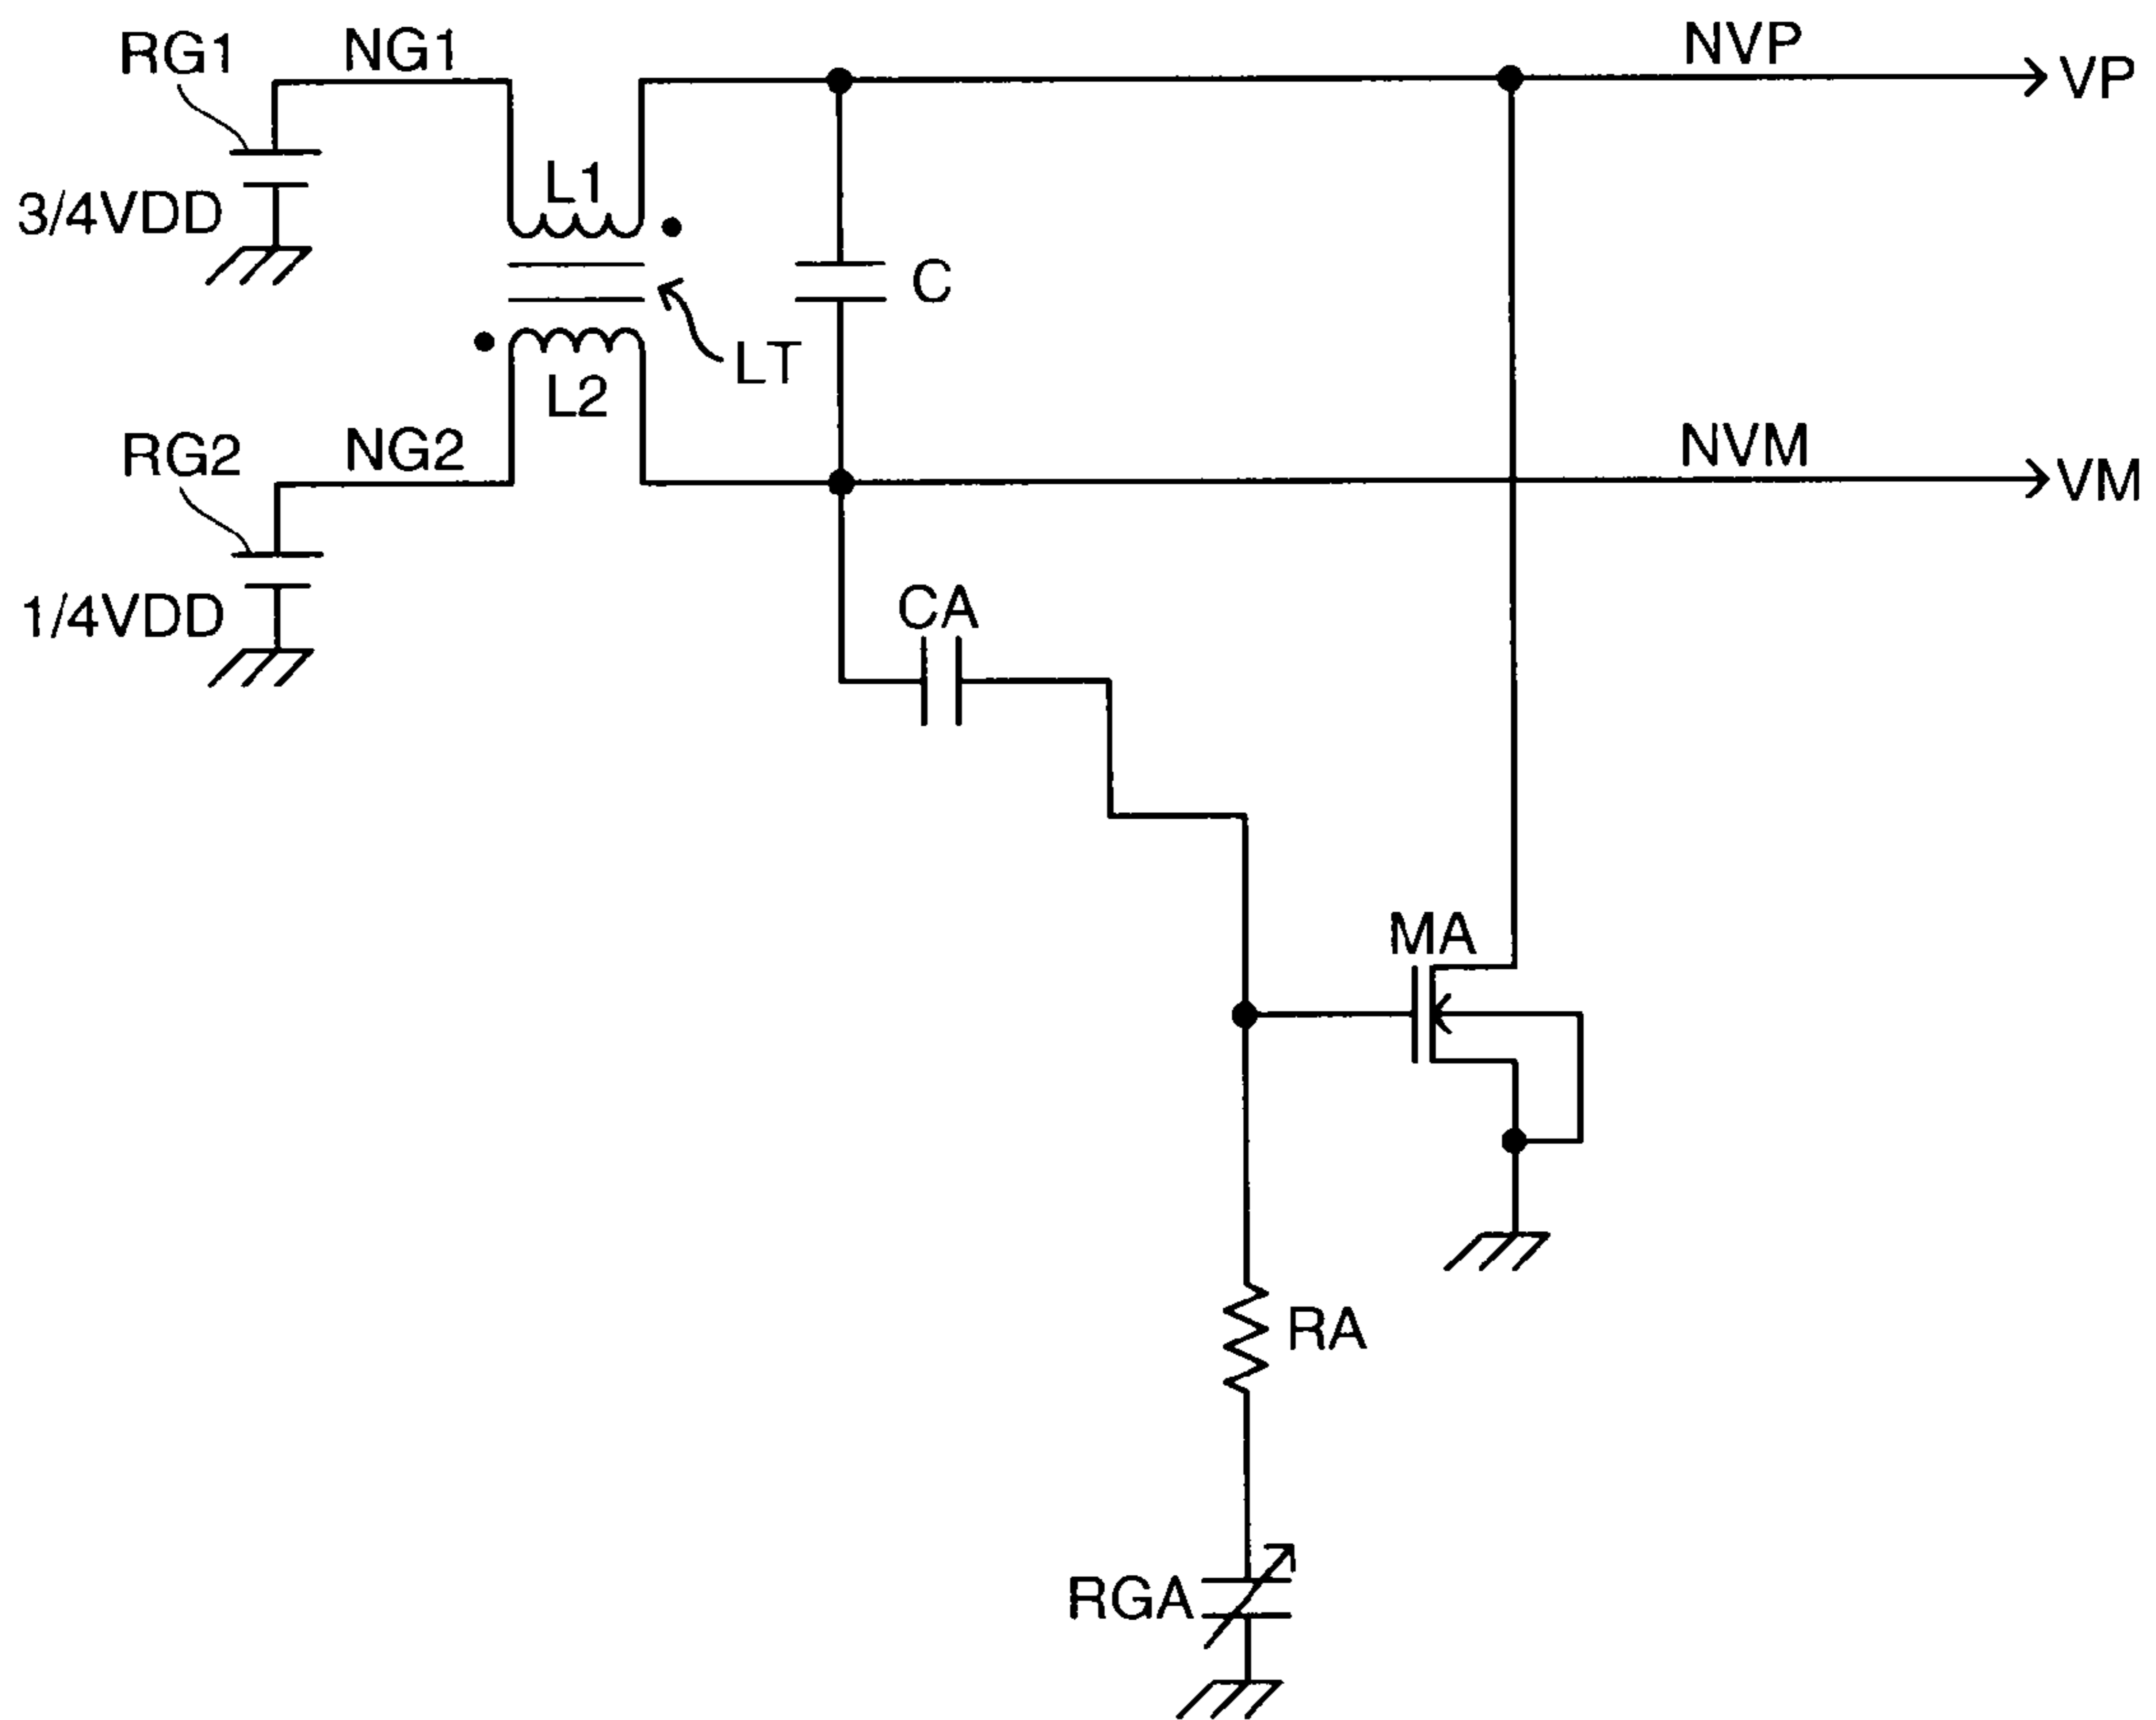 RG1
NG1
NVP
VP
L1
3/4VDD
C
LT
L2
RG2
NG2
NVM
VM
CA
1/4VDD
MA
RA
RGA